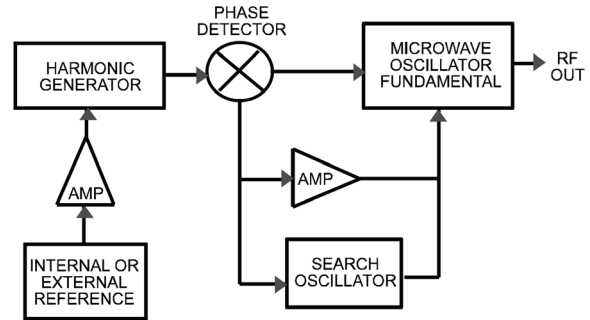 PHASE
DETECTOR
HARMONIC
GENERATOR
MICROWAVE
OSCILLATOR
FUNDAMENTAL
RF
OUT
AMP
AMP
INTERNAL OR
EXTERNAL
REFERENCE
SEARCH
OSCILLATOR